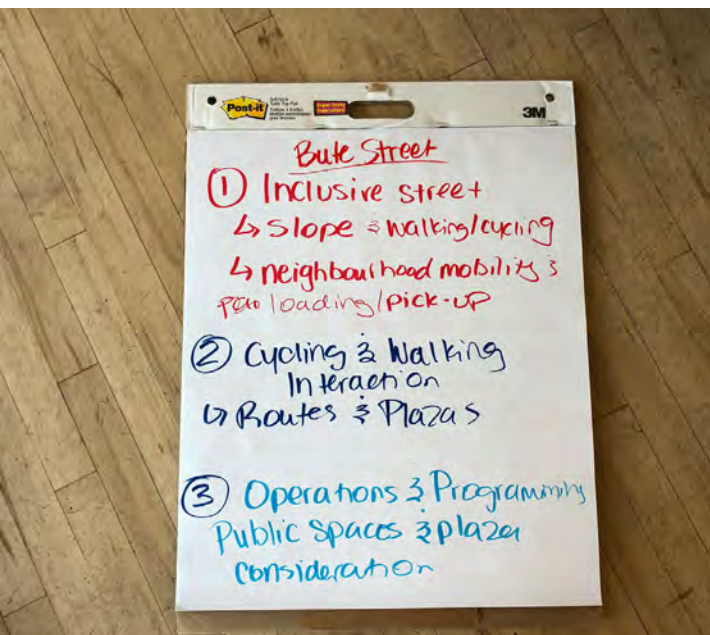 Post-it
3M
Bute Street
① Inclusive street
↳ Slope & walking/cycling
↳ neighbourhood mobility &
loading/pick-up
② Cycling & Walking
Interaction
↳ Routes & Plazas
③ Operations & Programming
Public Spaces & plaza
consideration